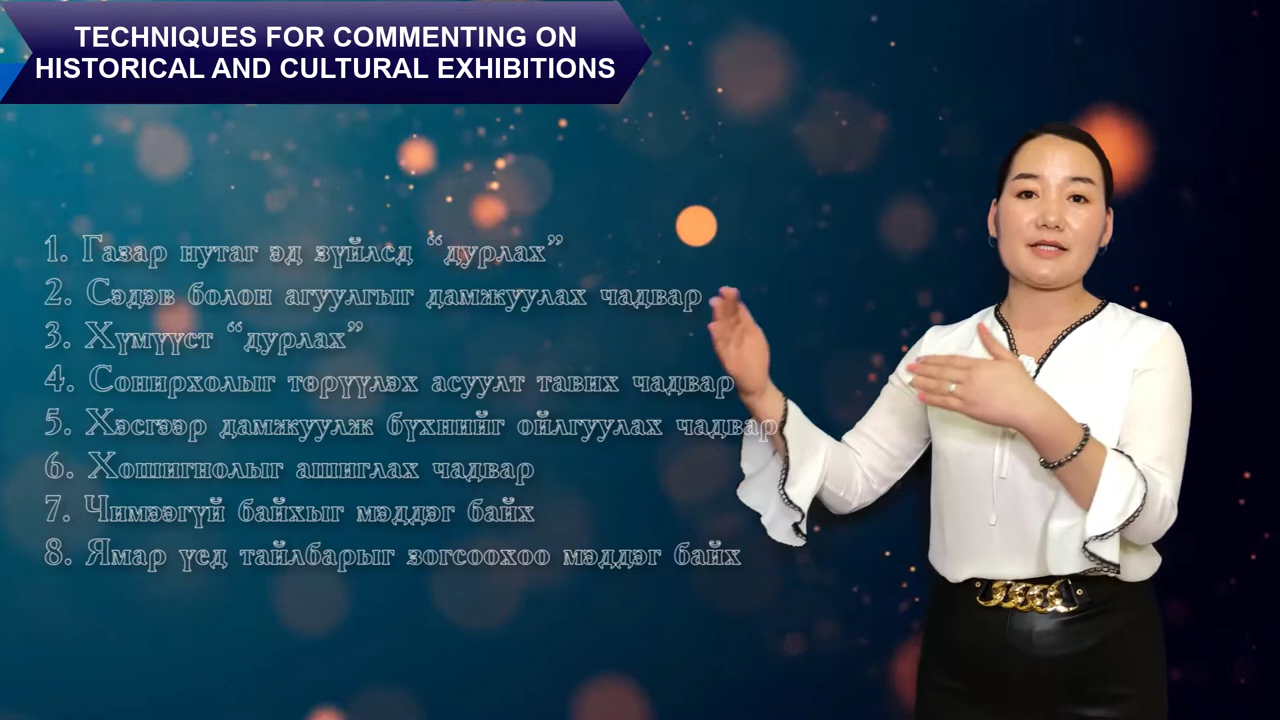 TECHNIQUES FOR COMMENTING ON
HISTORICAL AND CULTURAL EXHIBITIONS
1. Газар нутаг эд зүйлсд “дурлах”
2. Сэдэв болон агуулгыг дамжуулах чадвар
3. Хүмүүст “дурлах”
4. Сонирхолыг төрүүлэх асуулт тавих чадвар
5. Хэсгээр дамжуулж бүхнийг ойлгуулах чадвар
6. Хошигнолыг ашиглах чадвар
7. Чимээгүй байхыг мэддэг байх
8. Ямар үед тайлбарыг зогсоохоо мэддэг байх